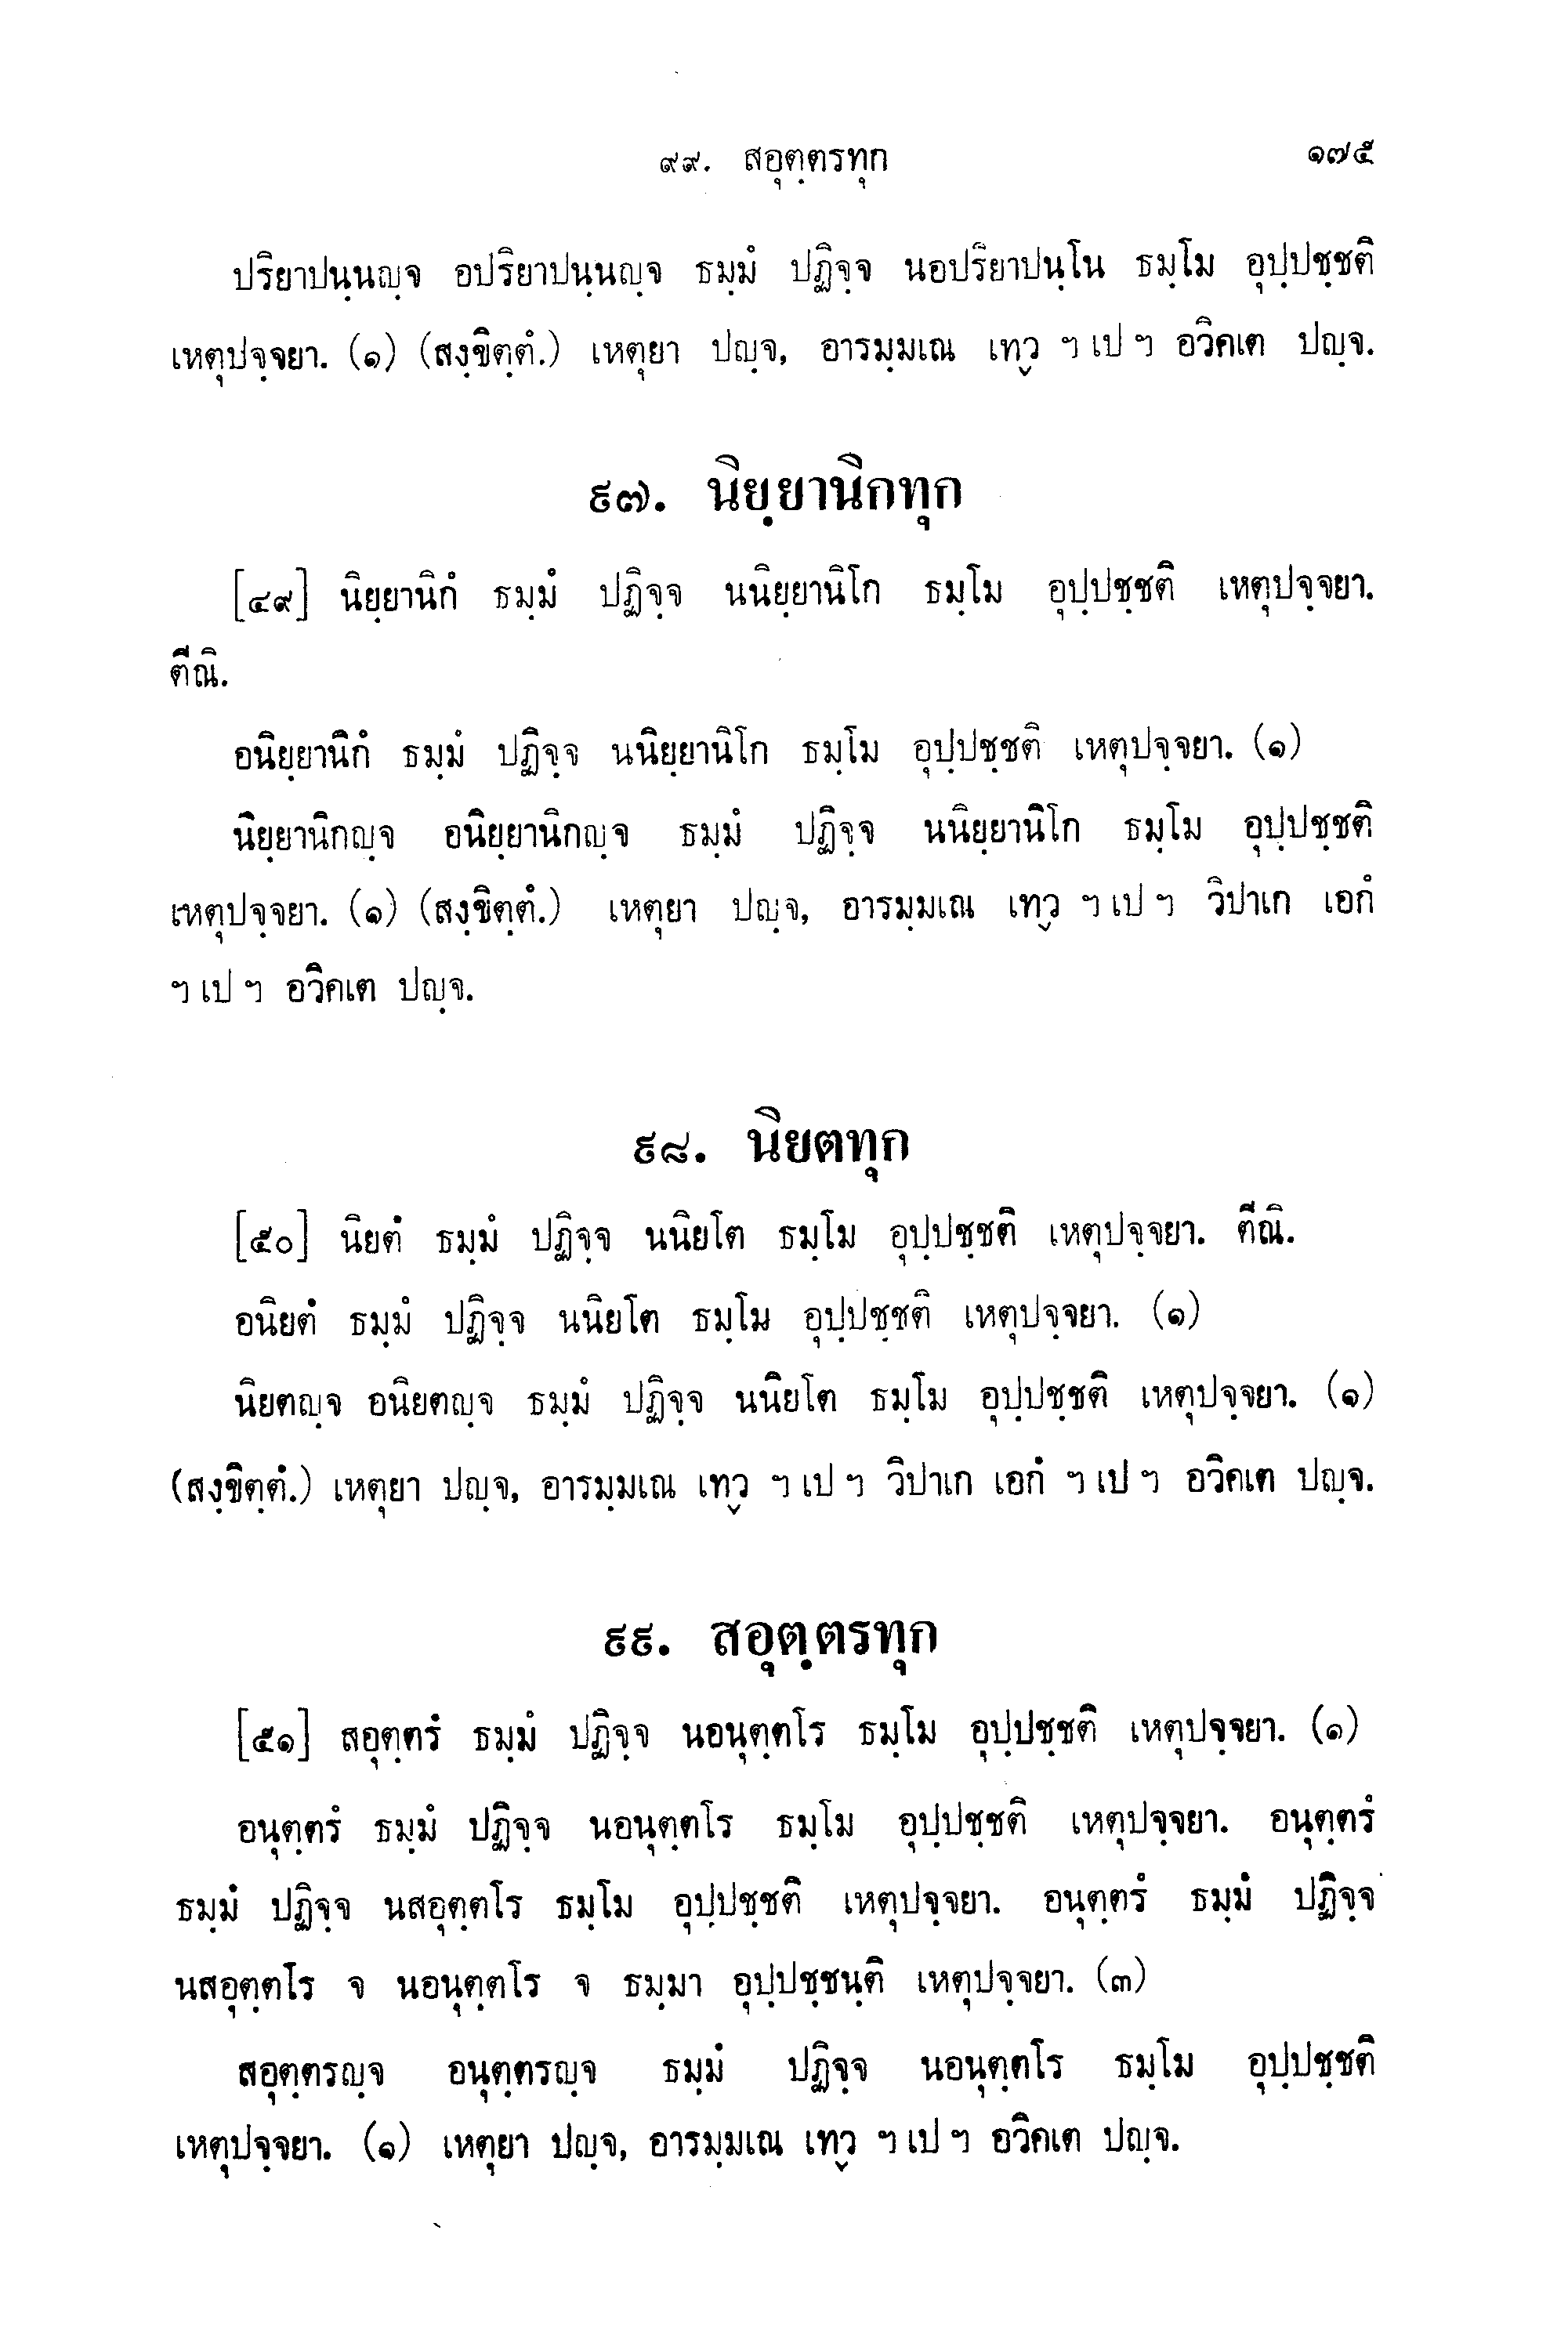 ๙๙. สอุตฺตรทุก ๑๗๕
ปริยาปนฺนญฺจ อปริยาปนฺนญฺจ ธมฺมํ ปฏิจฺจ นอปริยาปนฺโน ธมฺโม อุปฺปชฺชติ
เหตุปจฺจยา. (๑) (สงฺขิตฺตํ.) เหตุยา ปญฺจ, อารมฺมเณ เทฺว ฯ เป ฯ อวิคเต ปญฺจ.
๙๗. นิยฺยานิกทุก
[๔๙] นิยฺยานิกํ ธมฺมํ ปฏิจฺจ นนิยฺยานิโก ธมฺโม อุปฺปชฺชติ เหตุปจฺจยา.
ตีณิ.
อนิยฺยานิกํ ธมฺมํ ปฏิจฺจ นนิยฺยานิโก ธมฺโม อุปฺปชฺชติ เหตุปจฺจยา. (๑)
นิยฺยานิกญฺจ อนิยฺยานิกญฺจ ธมฺมํ ปฏิจฺจ นนิยฺยานิโก ธมฺโม อุปฺปชฺชติ
เหตุปจฺจยา. (๑) (สงฺขิตฺตํ.) เหตุยา ปญฺจ, อารมฺมเณ เทฺว ฯ เป ฯ วิปาเก เอกํ
ฯ เป ฯ อวิคเต ปญฺจ.
๙๘. นิยตทุก
[๕๐] นิยตํ ธมฺมํ ปฏิจฺจ นนิยโต ธมฺโม อุปฺปชฺชติ เหตุปจฺจยา. ตีณิ.
อนิยตํ ธมฺมํ ปฏิจฺจ นนิยโต ธมฺโม อุปฺปชฺชติ เหตุปจฺจยา. (๑)
นิยตญฺจ อนิยตญฺจ ธมฺมํ ปฏิจฺจ นนิยโต ธมฺโม อุปฺปชฺชติ เหตุปจฺจยา. (๑)
(สงฺขิตฺตํ.) เหตุยา ปญฺจ, อารมฺมเณ เทฺว ฯ เป ฯ วิปาเก เอกํ ฯ เป ฯ อวิคเต ปญฺจ.
๙๙. สอุตฺตรทุก
[๕๑] สอุตฺตรํ ธมฺมํ ปฏิจฺจ นอนุตฺตโร ธมฺโม อุปฺปชฺชติ เหตุปจฺจยา. (๑)
อนุตฺตรํ ธมฺมํ ปฏิจฺจ นอนุตฺตโร ธมฺโม อุปฺปชฺชติ เหตุปจฺจยา. อนุตฺตรํ
ธมฺมํ ปฏิจฺจ นสอุตฺตโร ธมฺโม อุปฺปชฺชติ เหตุปจฺจยา. อนุตฺตรํ ธมฺมํ ปฏิจฺจ
นสอุตฺตโร จ นอนุตฺตโร จ ธมฺมา อุปฺปชฺชนฺติ เหตุปจฺจยา. (๓)
สอุตฺตรญฺจ อนุตฺตรญฺจ ธมฺมํ ปฏิจฺจ นอนุตฺตโร ธมฺโม อุปฺปชฺชติ
เหตุปจฺจยา. (๑) เหตุยา ปญฺจ, อารมฺมเณ เทฺว ฯ เป ฯ อวิคเต ปญฺจ.